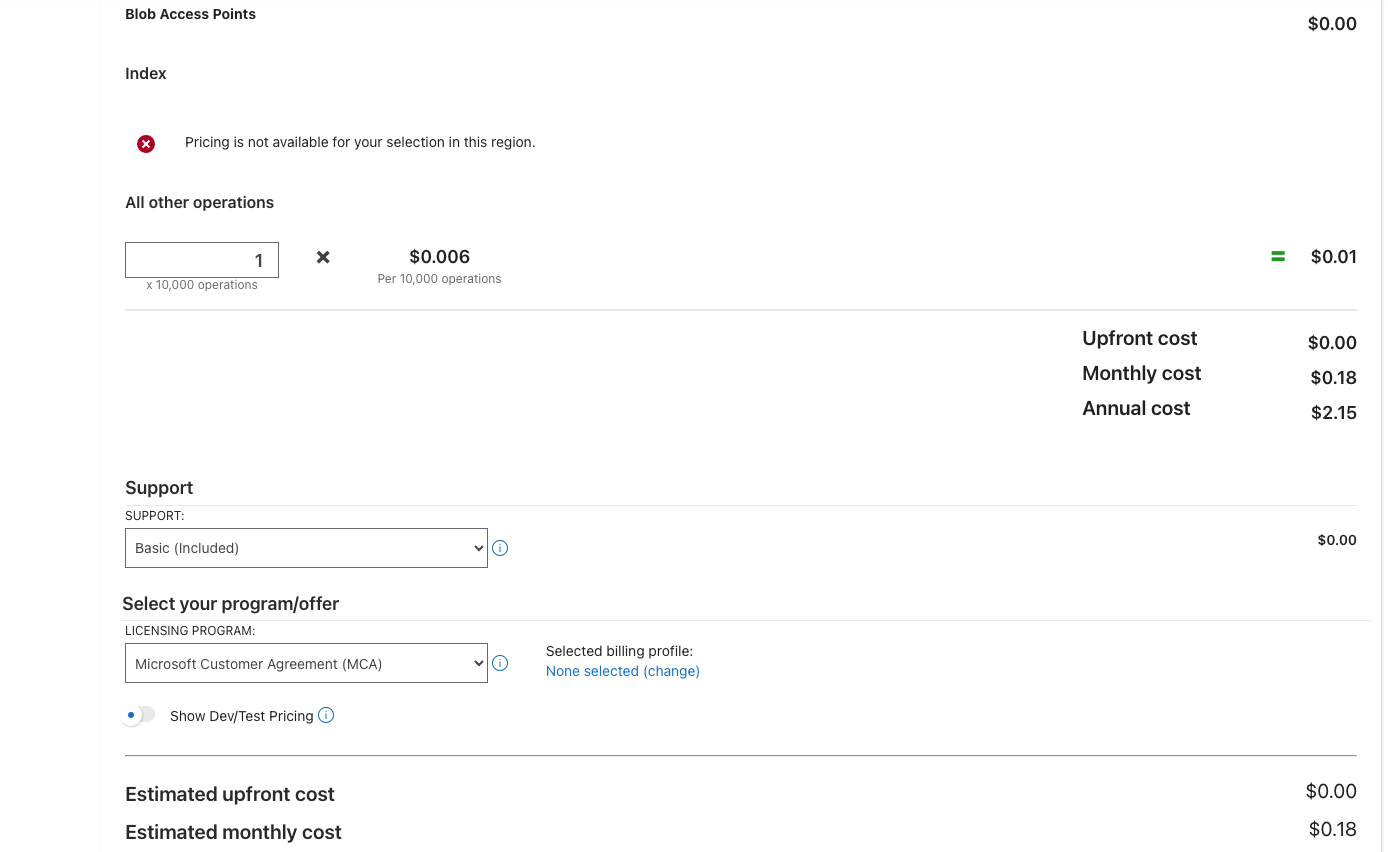 Blob Access Points
$0.00
Index
Pricing is not available for your selection in this region.
All other operations
1
x 10,000 operations
$0.006
Per 10,000 operations
= $0.01
Upfront cost $0.00
Monthly cost $0.18
Annual cost $2.15
Support
SUPPORT:
Basic (Included)
$0.00
Select your program/offer
LICENSING PROGRAM:
Microsoft Customer Agreement (MCA)
Selected billing profile:
None selected (change)
Show Dev/Test Pricing
Estimated upfront cost $0.00
Estimated monthly cost $0.18